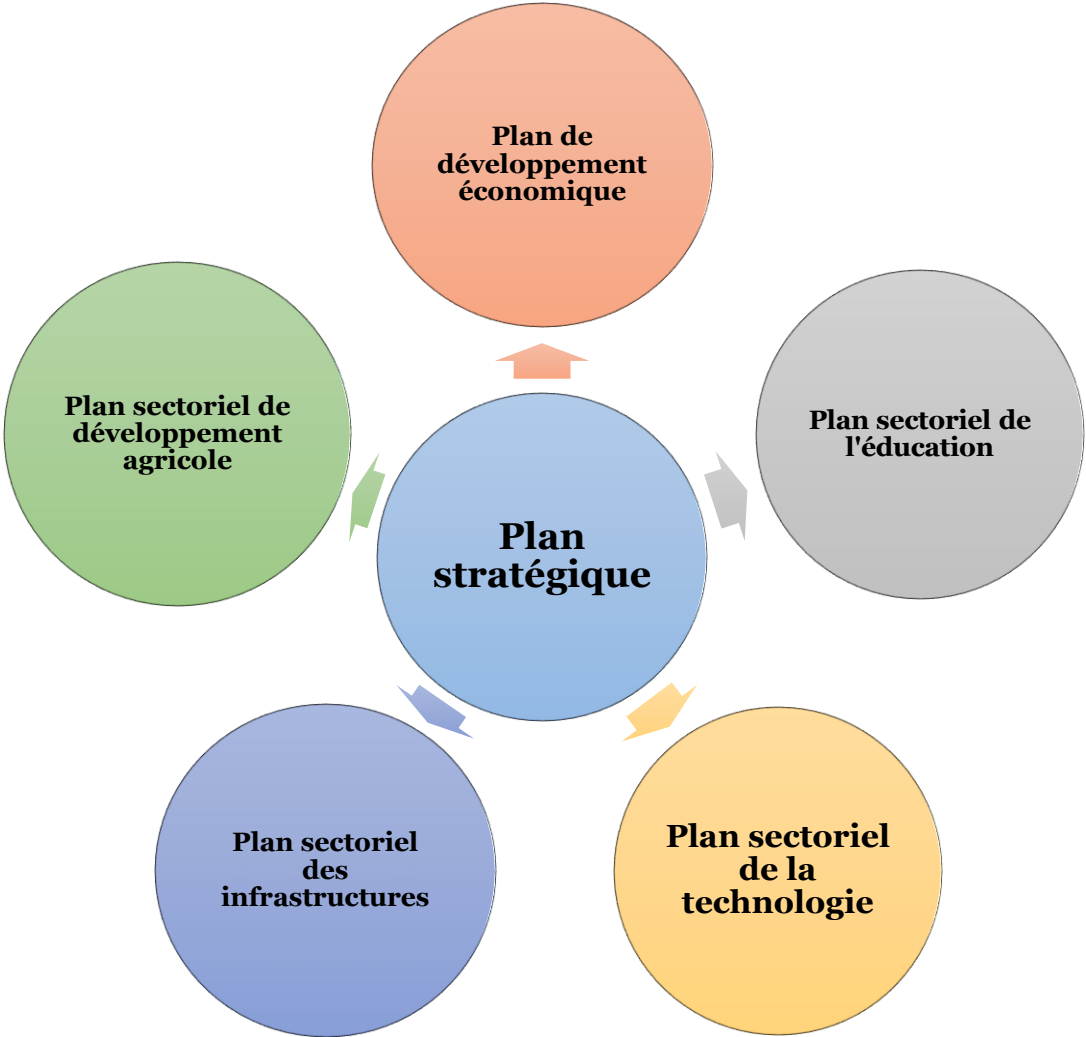 Plan de
développement
économique
Plan sectoriel de
développement
agricole
Plan sectoriel de
l'éducation
Plan
stratégique
Plan sectoriel
des
infrastructures
Plan sectoriel
de la
technologie